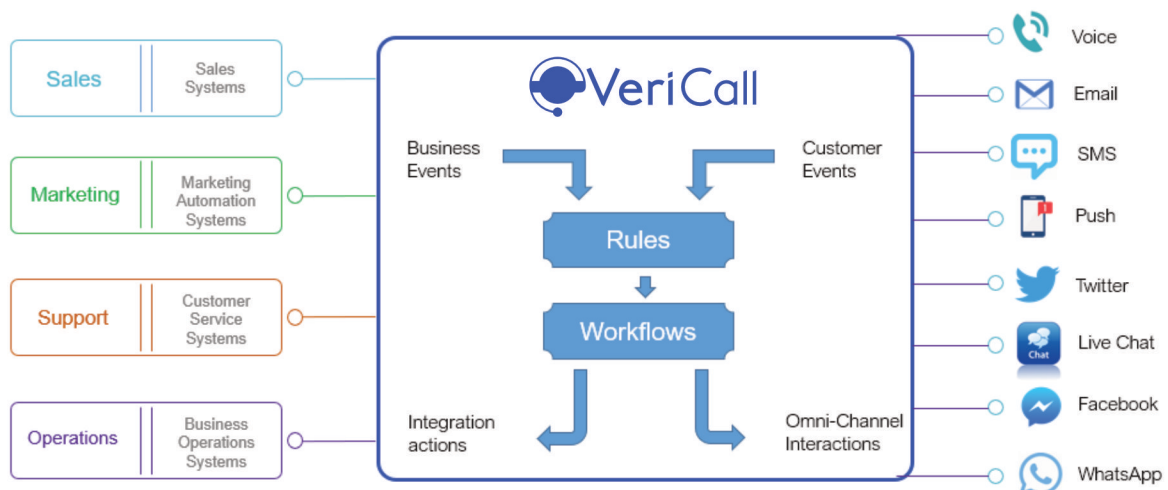 Sales
Sales
Systems
Marketing
Marketing
Automation
Systems
Support
Customer
Service
Systems
Operations
Business
Operations
Systems
VeriCall
Business
Events
Customer
Events
Rules
Workflows
Integration
actions
Omni-Channel
Interactions
Voice
Email
SMS
Push
Twitter
Chat
Live Chat
Facebook
WhatsApp